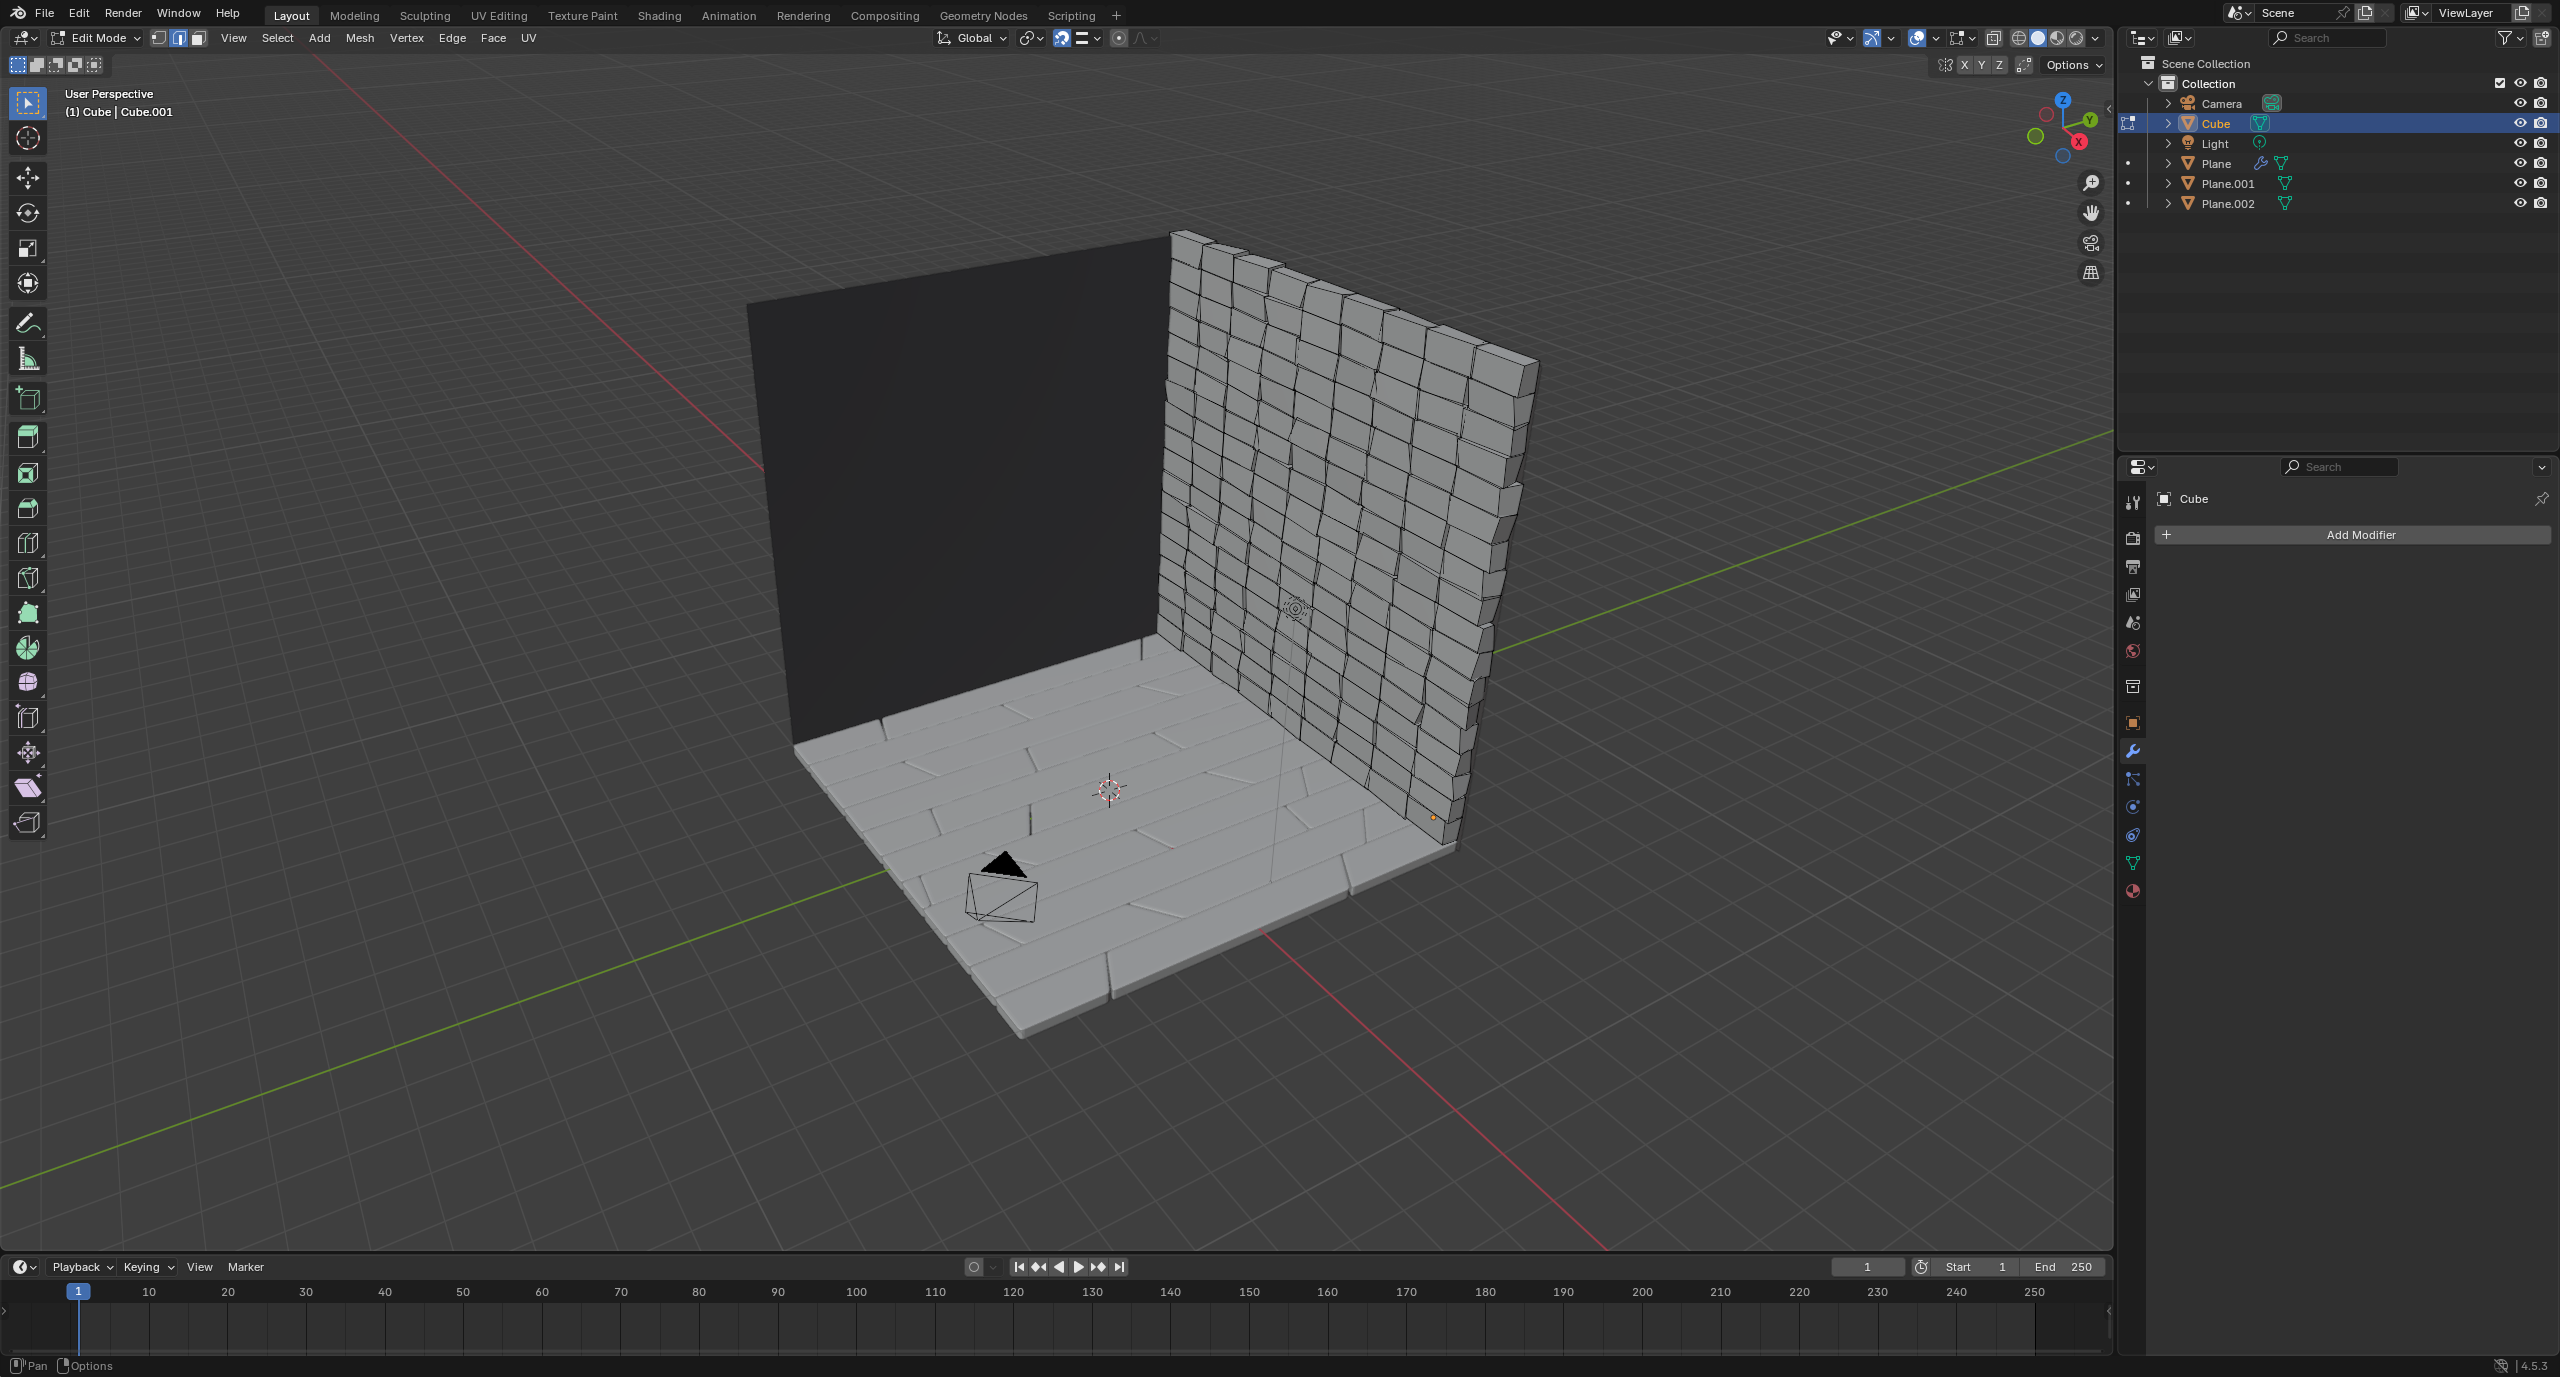 File Edit Render Window Help Layout Modeling Sculpting UV Editing Texture Paint Shading Animation Rendering Compositing Geometry Nodes Scripting + Scene ViewLayer
Edit Mode View Select Add Mesh Vertex Edge Face UV Global Search
X Y Z Options
User Perspective
(1) Cube | Cube.001
Z
Y
X
Scene Collection
Collection
Camera
Cube
Light
Plane
Plane.001
Plane.002
Search
Cube
+ Add Modifier
Playback Keying View Marker 1 Start 1 End 250
1 10 20 30 40 50 60 70 80 90 100 110 120 130 140 150 160 170 180 190 200 210 220 230 240 250
Pan Options 4.5.3